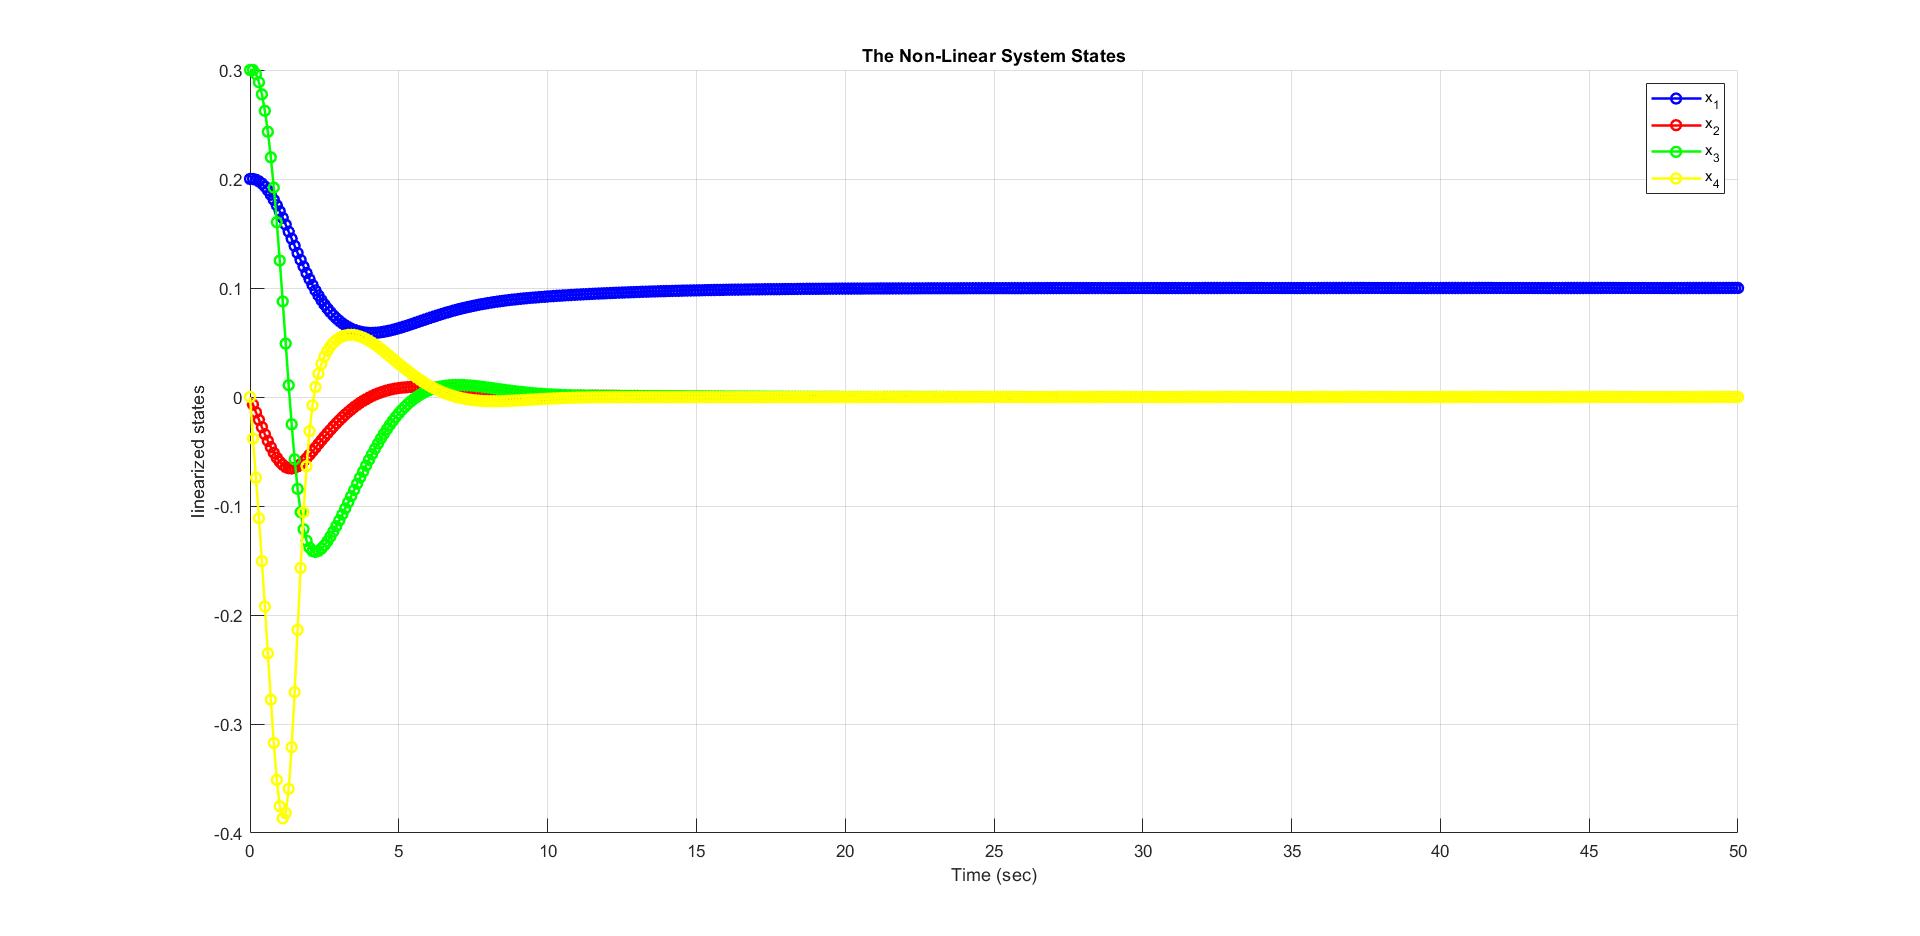 The Non-Linear System States
0.3
0.2
0.1
0
-0.1
-0.2
-0.3
-0.4
linearized states
0 5 10 15 20 25 30 35 40 45 50
Time (sec)
x1
x2
x3
x4